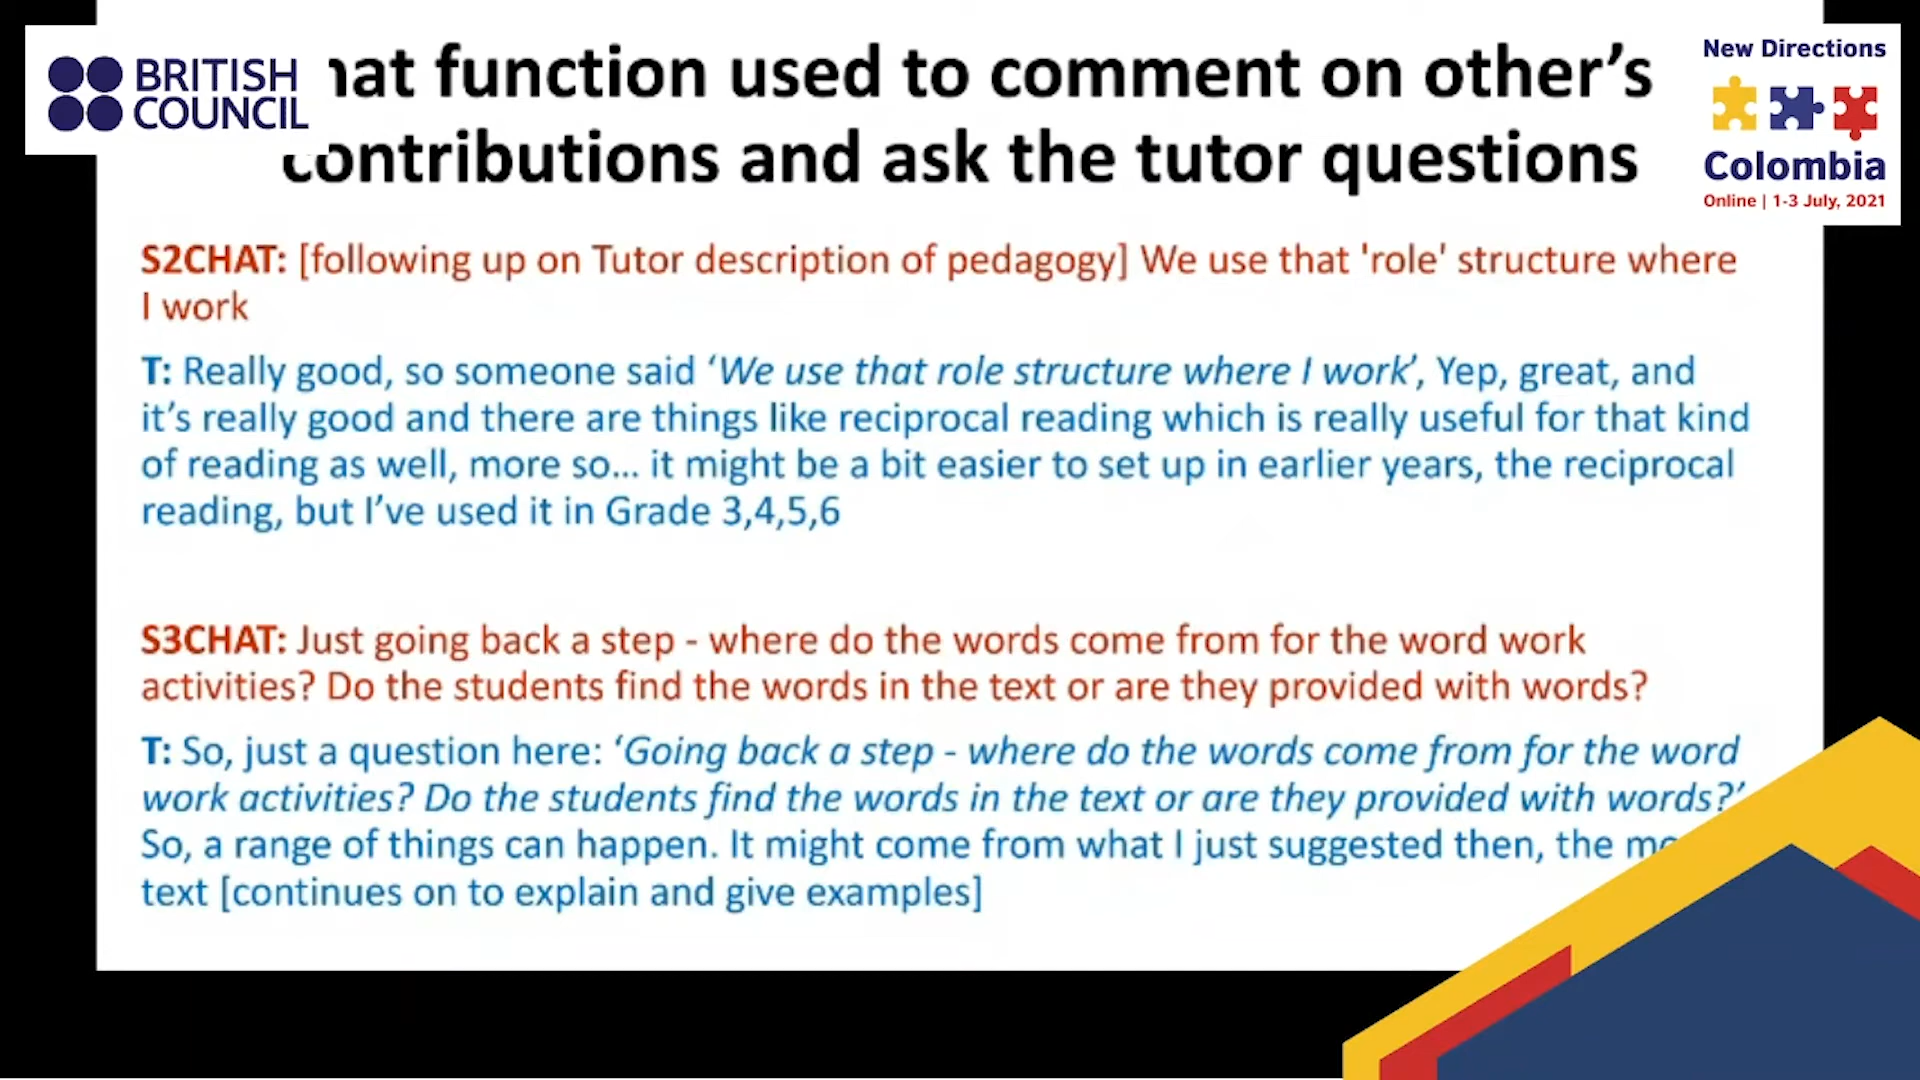 BRITISH
COUNCIL
hat function used to comment on other’s
contributions and ask the tutor questions
New Directions
Colombia
Online | 1-3 July, 2021
S2CHAT: [following up on Tutor description of pedagogy] We use that 'role' structure where
I work
T: Really good, so someone said ‘We use that role structure where I work’, Yep, great, and
it’s really good and there are things like reciprocal reading which is really useful for that kind
of reading as well, more so... it might be a bit easier to set up in earlier years, the reciprocal
reading, but I’ve used it in Grade 3,4,5,6
S3CHAT: Just going back a step - where do the words come from for the word work
activities? Do the students find the words in the text or are they provided with words?
T: So, just a question here: ‘Going back a step - where do the words come from for the word
work activities? Do the students find the words in the text or are they provided with words?’
So, a range of things can happen. It might come from what I just suggested then, the
text [continues on to explain and give examples]